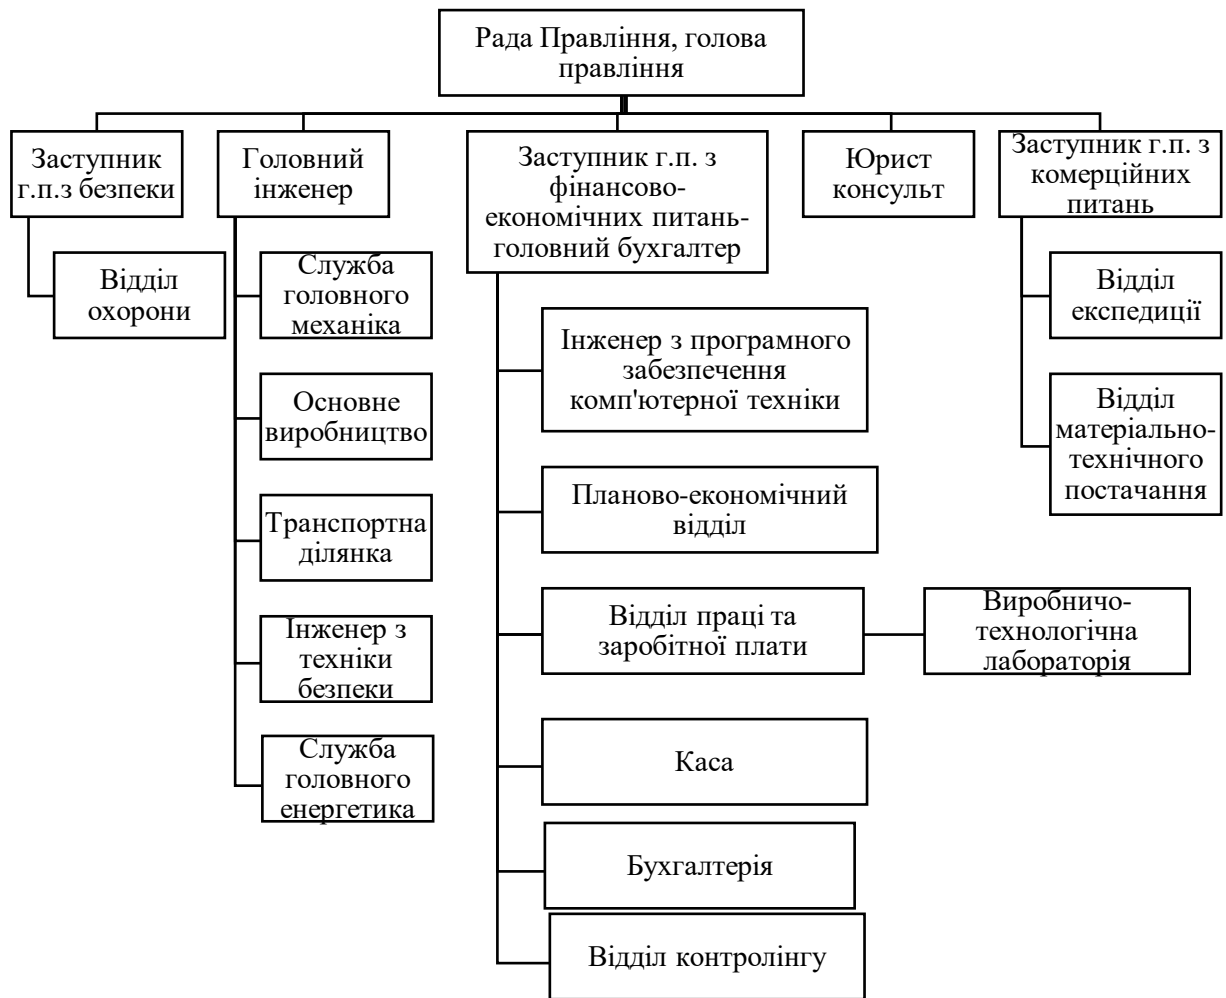 Рада Правління, голова
правління
Заступник
г.п.з безпеки
Головний
інженер
Заступник г.п. з
фінансово-
економічних питань-
головний бухгалтер
Юрист
консульт
Заступник г.п. з
комерційних
питань
Відділ
охорони
Служба
головного
механіка
Основне
виробництво
Транспортна
ділянка
Інженер з
техніки
безпеки
Служба
головного
енергетика
Інженер з програмного
забезпечення
комп'ютерної техніки
Планово-економічний
відділ
Відділ праці та
заробітної плати
Виробничо-
технологічна
лабораторія
Каса
Бухгалтерія
Відділ контролінгу
Відділ
експедиції
Відділ
матеріально-
технічного
постачання